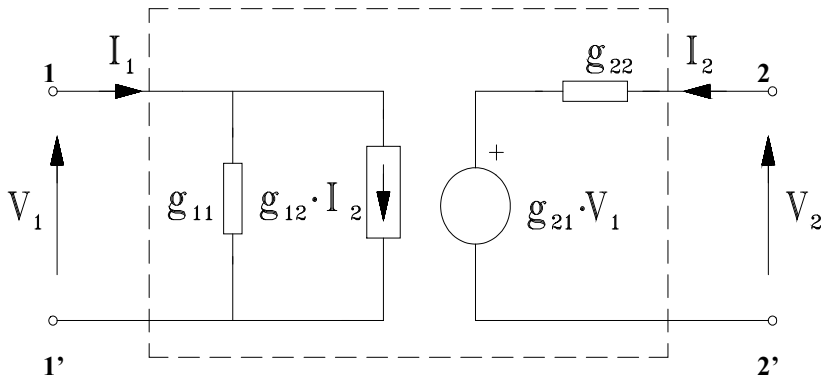 1
I₁
g₂₂
I₂
2
+
V₁
g₁₁
g₁₂·I₂
g₂₁·V₁
V₂
1’
2’